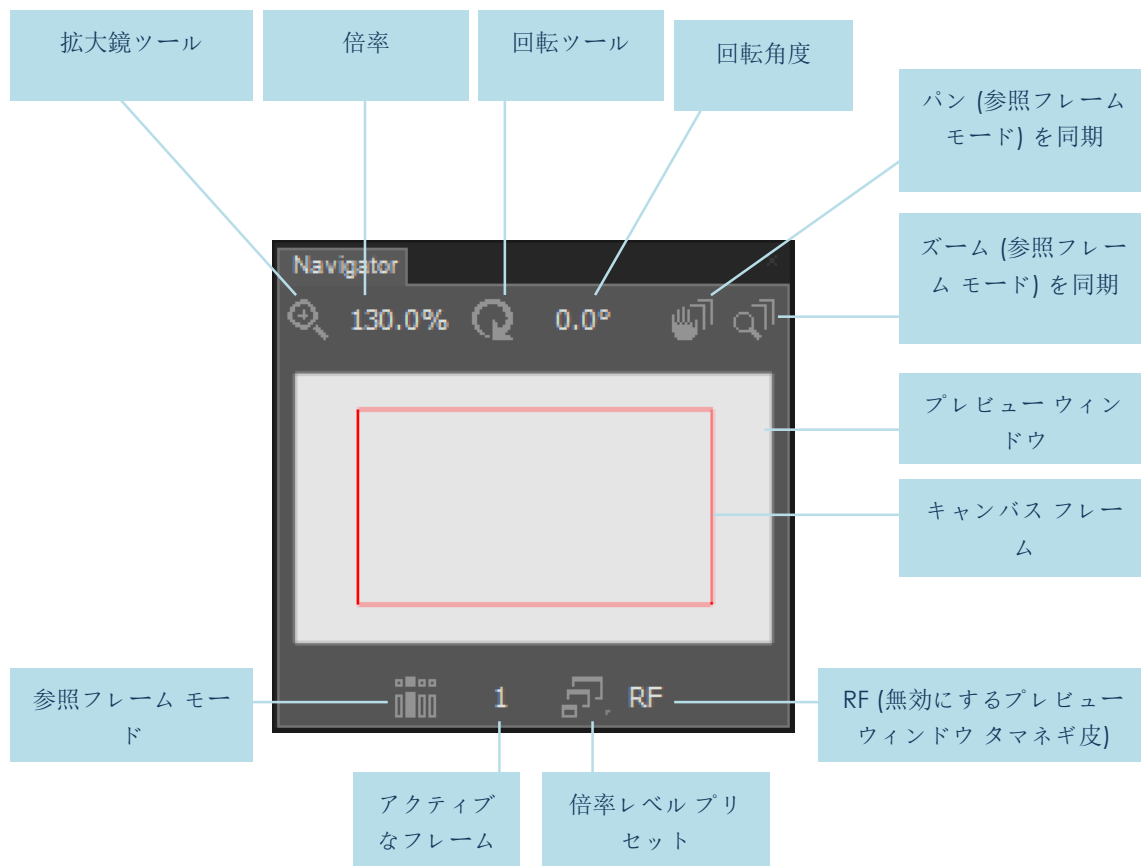 拡大鏡ツール
倍率
回転ツール
回転角度
パン (参照フレーム
モード) を同期
ズーム (参照フレー
ム モード) を同期
Navigator
130.0%
0.0°
プレビュー ウィン
ドウ
キャンバス フレー
ム
参照フレーム モー
ド
1
RF
RF (無効にするプレビュー
ウィンドウ タマネギ皮)
アクティブ
なフレーム
倍率レベル プリ
セット